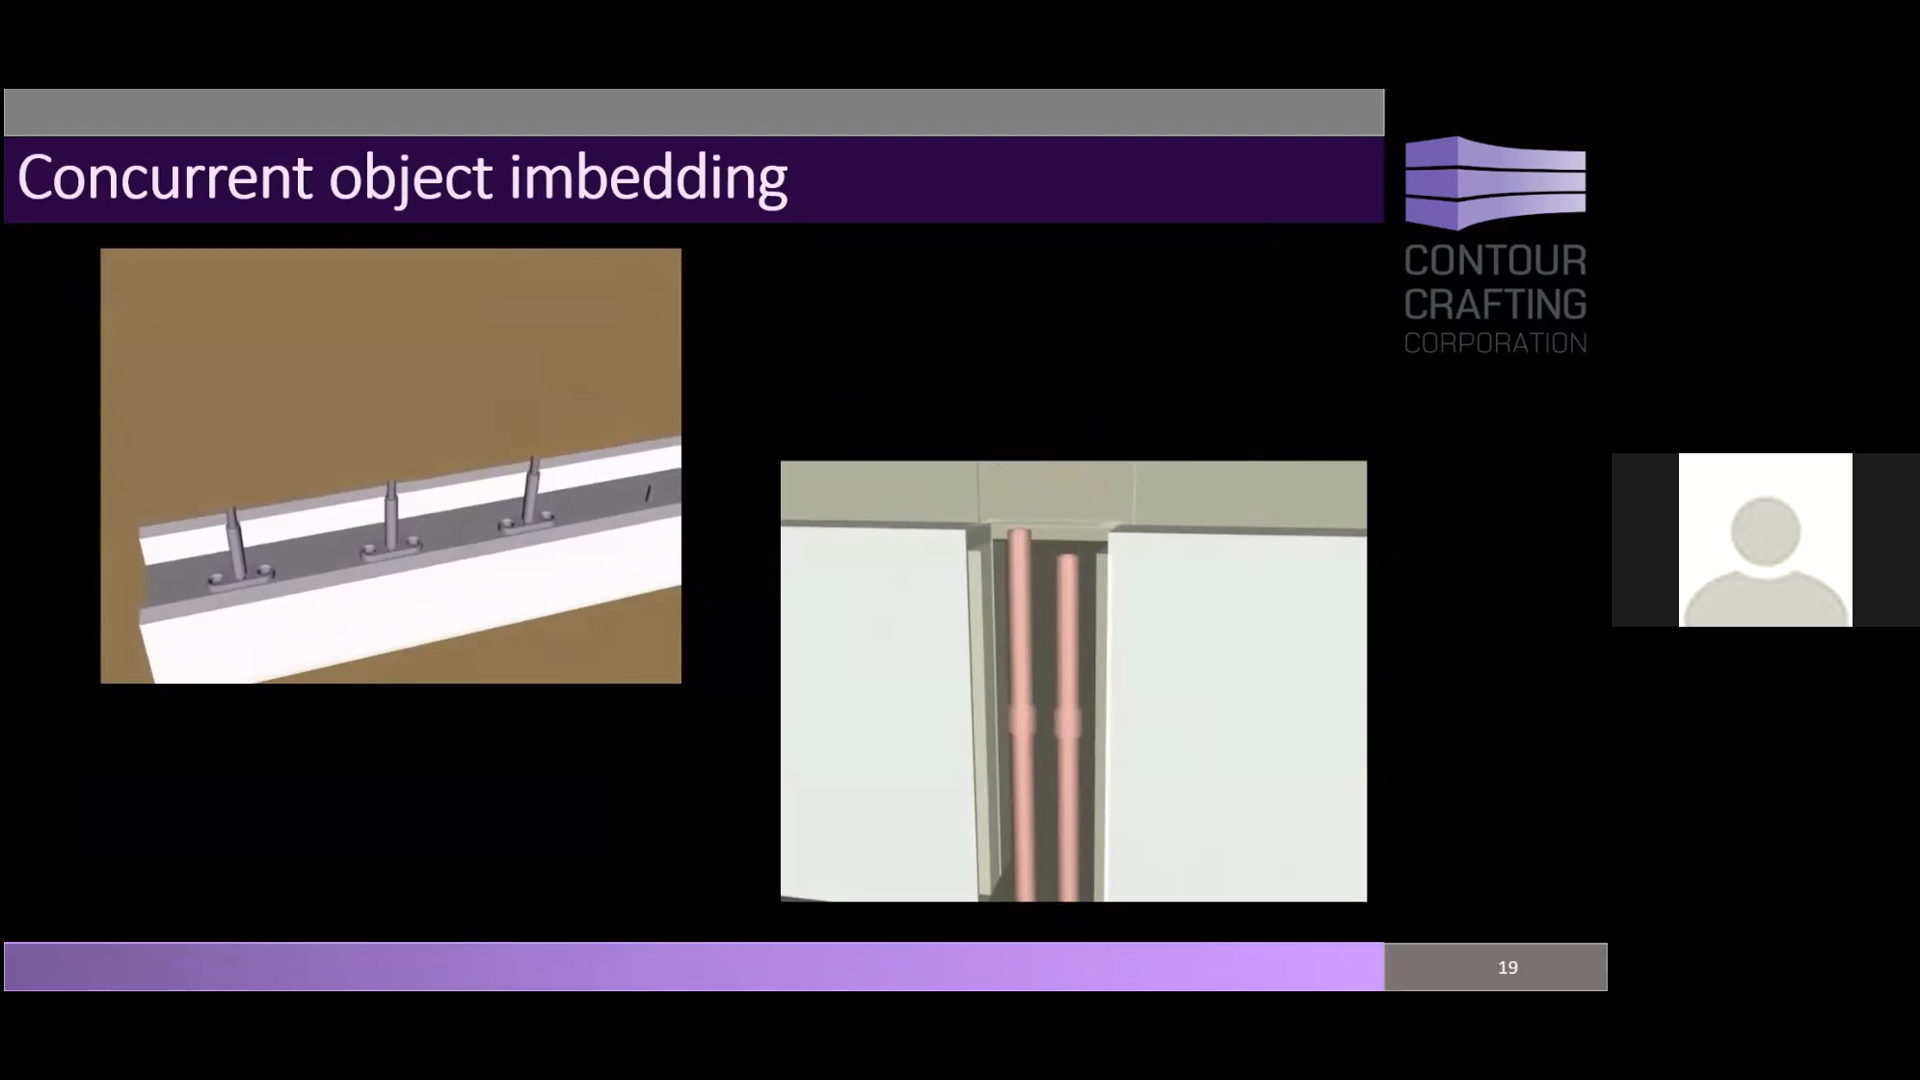 Concurrent object imbedding
CONTOUR
CRAFTING
CORPORATION
19